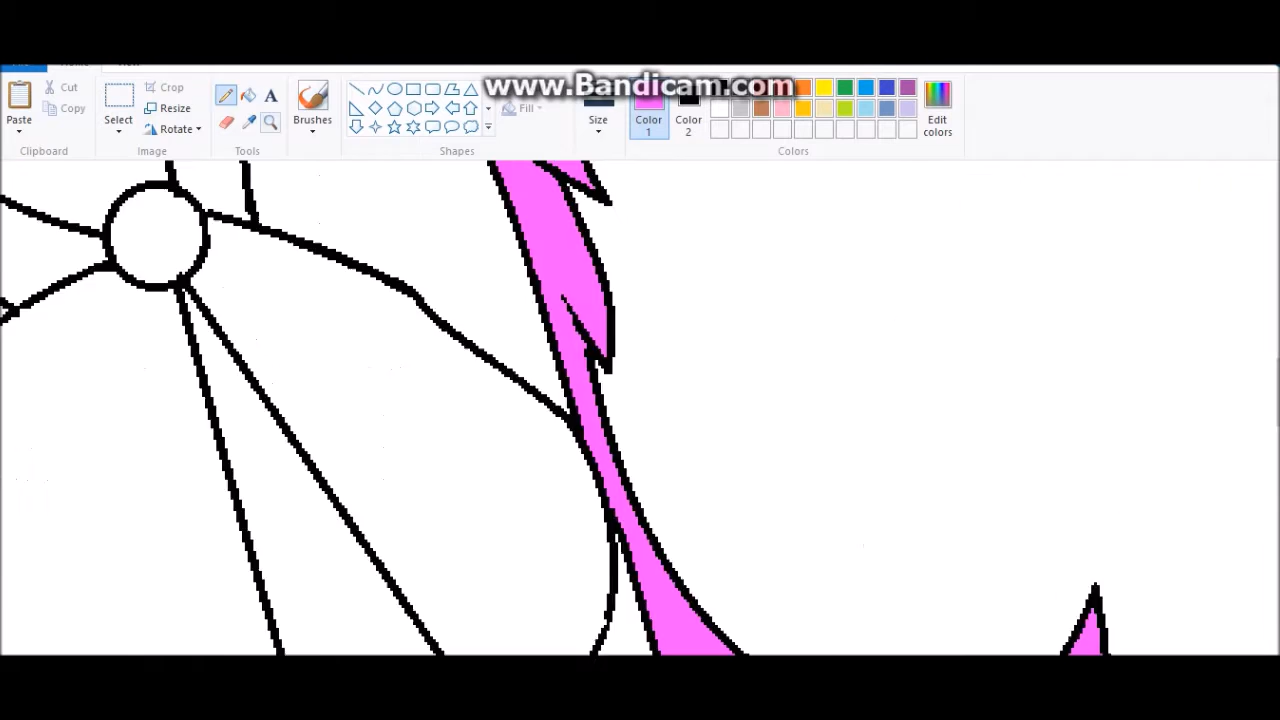 www.Bandicam.com
Cut
Copy
Paste
Clipboard
Select
Crop
Resize
Rotate
Image
A
Tools
Brushes
Fill
Shapes
Size
Color 1
Color 2
Edit colors
Colors